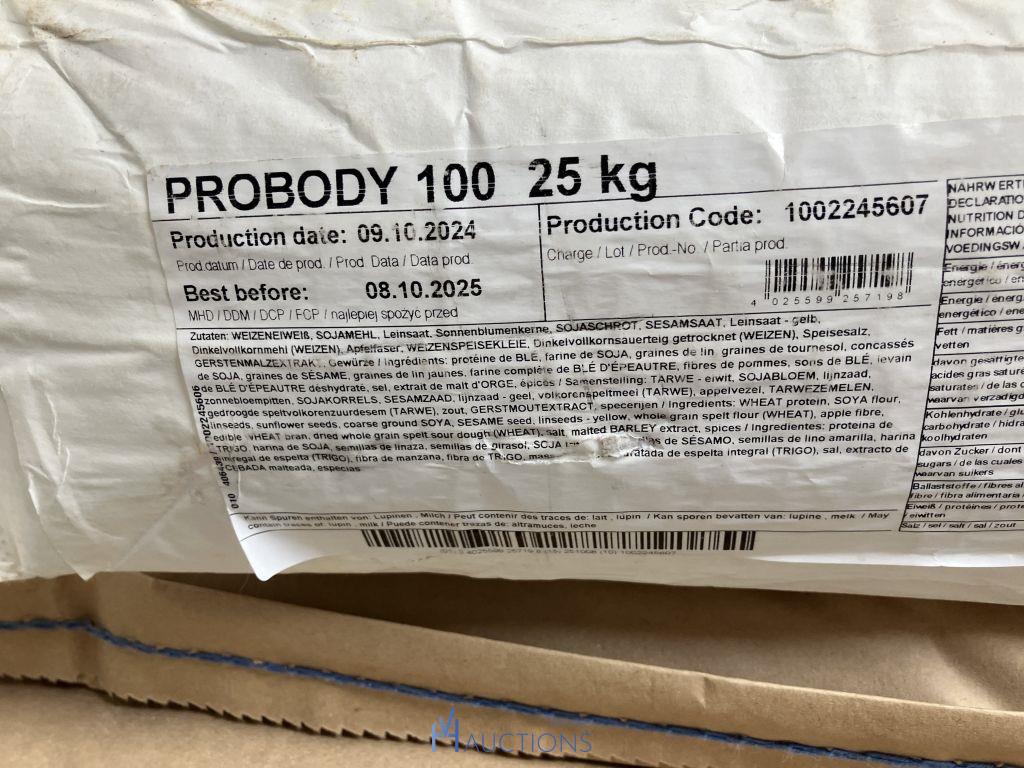 PROBODY 100 25 kg
Production date: 09.10.2024
Prod.datum / Date de prod. / Prod. Data / Data prod.
Best before: 08.10.2025
MHD / DDM / DCP / FCP / najlepiej spożyć przed
Production Code: 1002245607
Charge / Lot / Prod.-No. / Partia prod.
4 025599 257198
Zutaten: WEIZENEIWEIß, SOJAMEHL, Leinsaat, Sonnenblumenkerne, SOJASCHROT, SESAMSAAT, Leinsaat - gelb,
Dinkelvollkornmehl (WEIZEN), Apfelfaser, WEIZENSPEISEKLEIE, Dinkelvollkornsauerteig getrocknet (WEIZEN), Speisesalz,
GERSTENMALZEXTRAKT, Gewürze / Ingrédients: protéine de BLÉ, farine de SOJA, graines de lin, graines de tournesol, concassés
de SOJA, graines de SÉSAME, graines de lin jaunes, farine complète de BLÉ D'ÉPEAUTRE, fibres de pommes, sons de BLÉ, levain
de BLÉ D'ÉPEAUTRE déshydraté, sel, extrait de malt d'ORGE, épices / Samenstelling: TARWE - eiwit, SOJABLOEM, lijnzaad,
zonnebloempitten, SOJAKORRELS, SESAMZAAD, lijnzaad - geel, volkorenspeltmeel (TARWE), appelvezel, TARWEZEMELEN,
gedroogde speltvolkorenzuurdesem (TARWE), zout, GERSTMOUTEXTRACT, specerijen / Ingredients: WHEAT protein, SOYA flour,
linseeds, sunflower seeds, coarse ground SOYA, SESAME seed, linseeds - yellow, whole grain spelt flour (WHEAT), apple fibre,
edible WHEAT bran, dried whole grain spelt sour dough (WHEAT), salt, malted BARLEY extract, spices / Ingredientes: proteina de
TRIGO, harina de SOJA, semillas de linaza, semillas de girasol, SOJA de SÉSAMO, semillas de lino amarilla, harina
integral de espelta (TRIGO), fibra de manzana, fibra de TRIGO, de espelta integral (TRIGO), sal, extracto de
CEBADA malteada, especias
Kann Spuren enthalten von: Lupinen, Milch / Peut contenir des traces de: lait, lupin / Kan sporen bevatten van: lupine, melk / May
contain traces of: lupin, milk / Puede contener trazas de: altramuces, leche
NÄHRWERT
DECLARATIO
NUTRITION D
INFORMACIÓ
VOEDINGSW
Energie / énerg
energético / en
Energie / énerg
energético / ene
Fett / matières g
vetten
davon gesättigte
acides gras satur
saturates / de las c
waarvan verzadigd
Kohlenhydrate / glu
carbohydrate / hidra
koolhydraten
davon Zucker / dont
sugars / de las cuales
waarvan suikers
Ballaststoffe / fibres al
fibre / fibra alimentaria
Eiweiß / protéines / prote
/ eiwitten
Salz / sel / salt / sal / zout
AUCTIONS